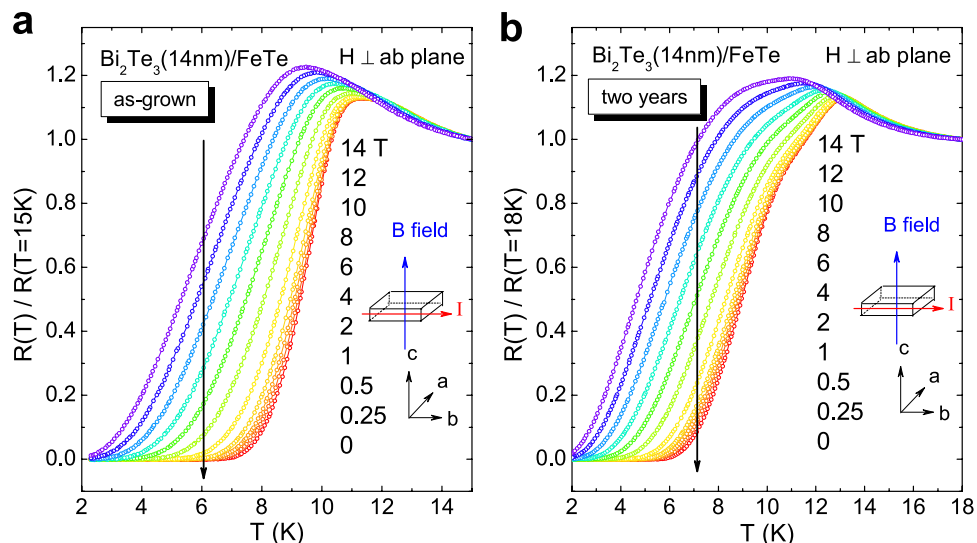 a
Bi2Te3(14nm)/FeTe
H ⊥ ab plane
as-grown
14 T
12
10
8
6
4
2
1
0.5
0.25
0
B field
I
c
a
b
R(T) / R(T=15K)
1.2
1.0
0.8
0.6
0.4
0.2
0.0
2 4 6 8 10 12 14
T (K)
b
Bi2Te3(14nm)/FeTe
H ⊥ ab plane
two years
14 T
12
10
8
6
4
2
1
0.5
0.25
0
B field
I
c
a
b
R(T) / R(T=18K)
1.2
1.0
0.8
0.6
0.4
0.2
0.0
2 4 6 8 10 12 14 16 18
T (K)